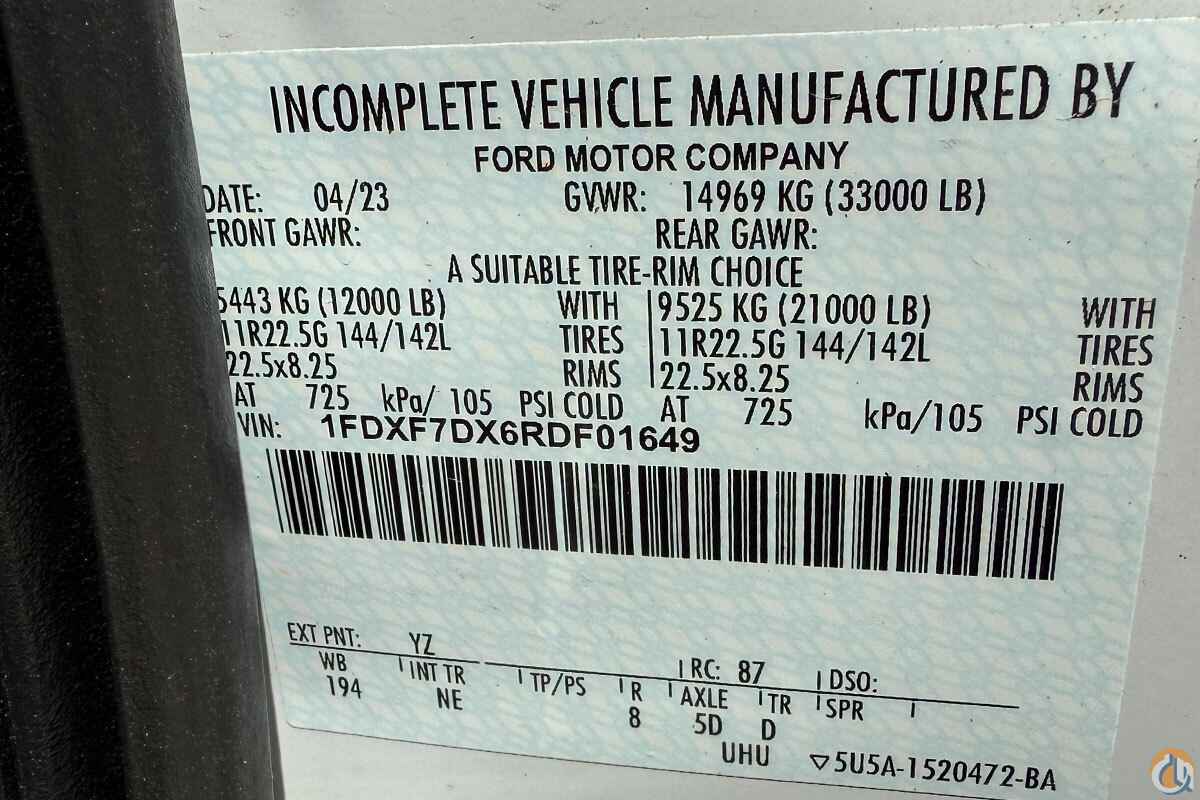 INCOMPLETE VEHICLE MANUFACTURED BY
FORD MOTOR COMPANY
DATE: 04/23 GVWR: 14969 KG (33000 LB)
FRONT GAWR: REAR GAWR:
A SUITABLE TIRE-RIM CHOICE
5443 KG (12000 LB) WITH 9525 KG (21000 LB) WITH
11R22.5G 144/142L TIRES 11R22.5G 144/142L TIRES
22.5x8.25 RIMS 22.5x8.25 RIMS
AT 725 kPa/ 105 PSI COLD AT 725 kPa/105 PSI COLD
VIN: 1FDXF7DX6RDF01649
EXT PNT: YZ RC: 87 DSO:
WB INT TR TP/PS R AXLE TR SPR
194 NE 8 5D D
UHU ▽5U5A-1520472-BA